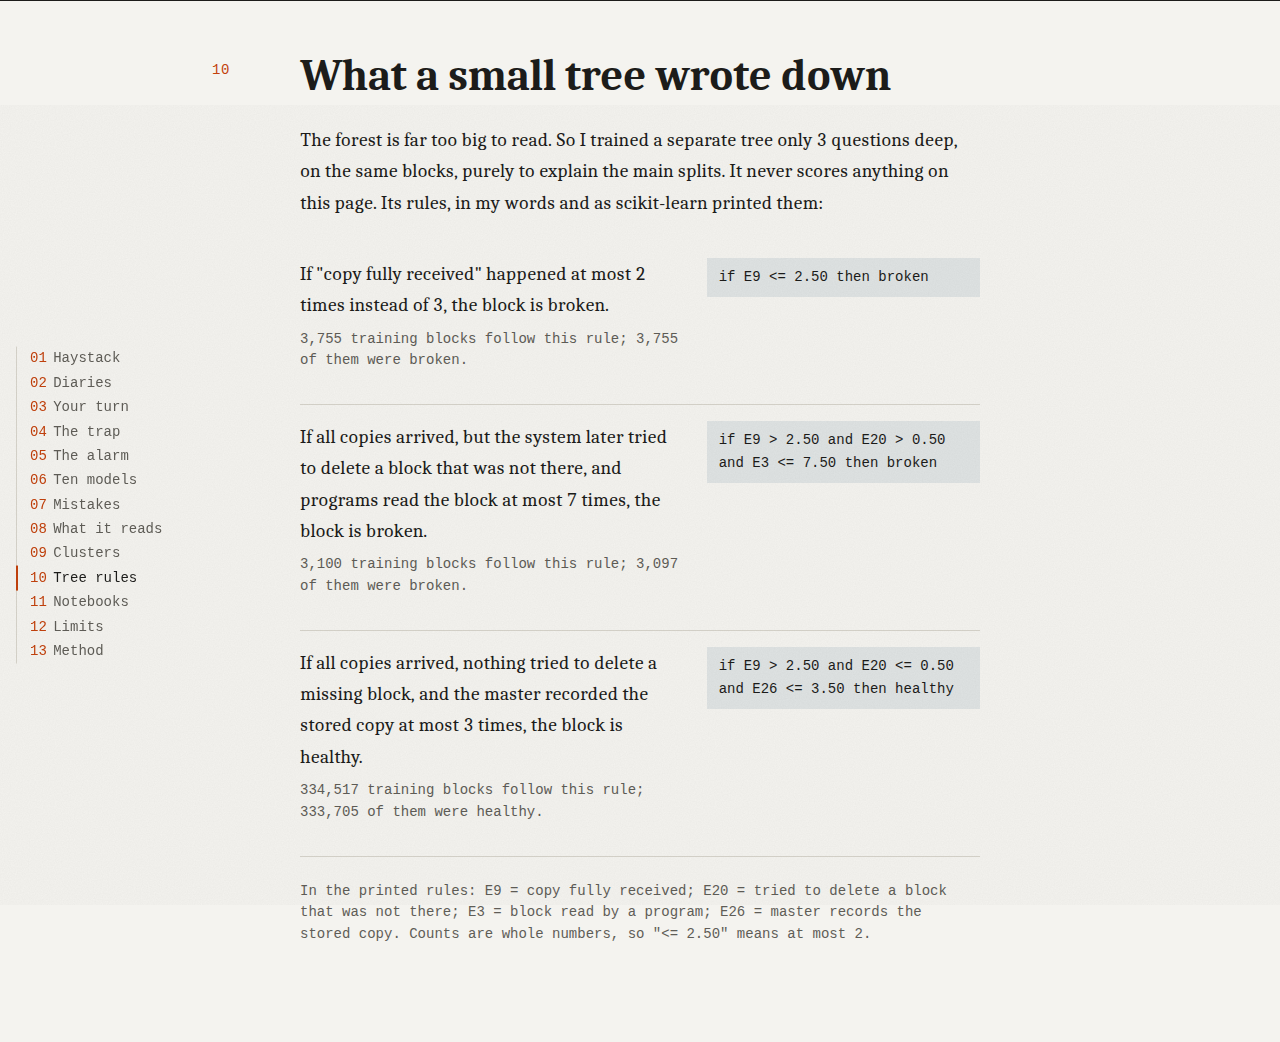 10
What a small tree wrote down
The forest is far too big to read. So I trained a separate tree only 3 questions deep,
on the same blocks, purely to explain the main splits. It never scores anything on
this page. Its rules, in my words and as scikit-learn printed them:
If "copy fully received" happened at most 2
times instead of 3, the block is broken.
3,755 training blocks follow this rule; 3,755
of them were broken.
if E9 <= 2.50 then broken
If all copies arrived, but the system later tried
to delete a block that was not there, and
programs read the block at most 7 times, the
block is broken.
3,100 training blocks follow this rule; 3,097
of them were broken.
if E9 > 2.50 and E20 > 0.50
and E3 <= 7.50 then broken
If all copies arrived, nothing tried to delete a
missing block, and the master recorded the
stored copy at most 3 times, the block is
healthy.
334,517 training blocks follow this rule;
333,705 of them were healthy.
if E9 > 2.50 and E20 <= 0.50
and E26 <= 3.50 then healthy
In the printed rules: E9 = copy fully received; E20 = tried to delete a block
that was not there; E3 = block read by a program; E26 = master records the
stored copy. Counts are whole numbers, so "<= 2.50" means at most 2.
01 Haystack
02 Diaries
03 Your turn
04 The trap
05 The alarm
06 Ten models
07 Mistakes
08 What it reads
09 Clusters
10 Tree rules
11 Notebooks
12 Limits
13 Method